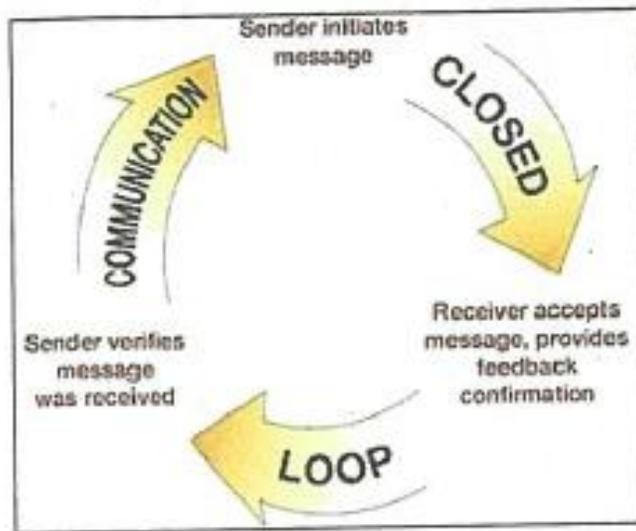 Sender initiates
message
CLOSED
Receiver accepts
message, provides
feedback
confirmation
LOOP
Sender verifies
message
was received
COMMUNICATION